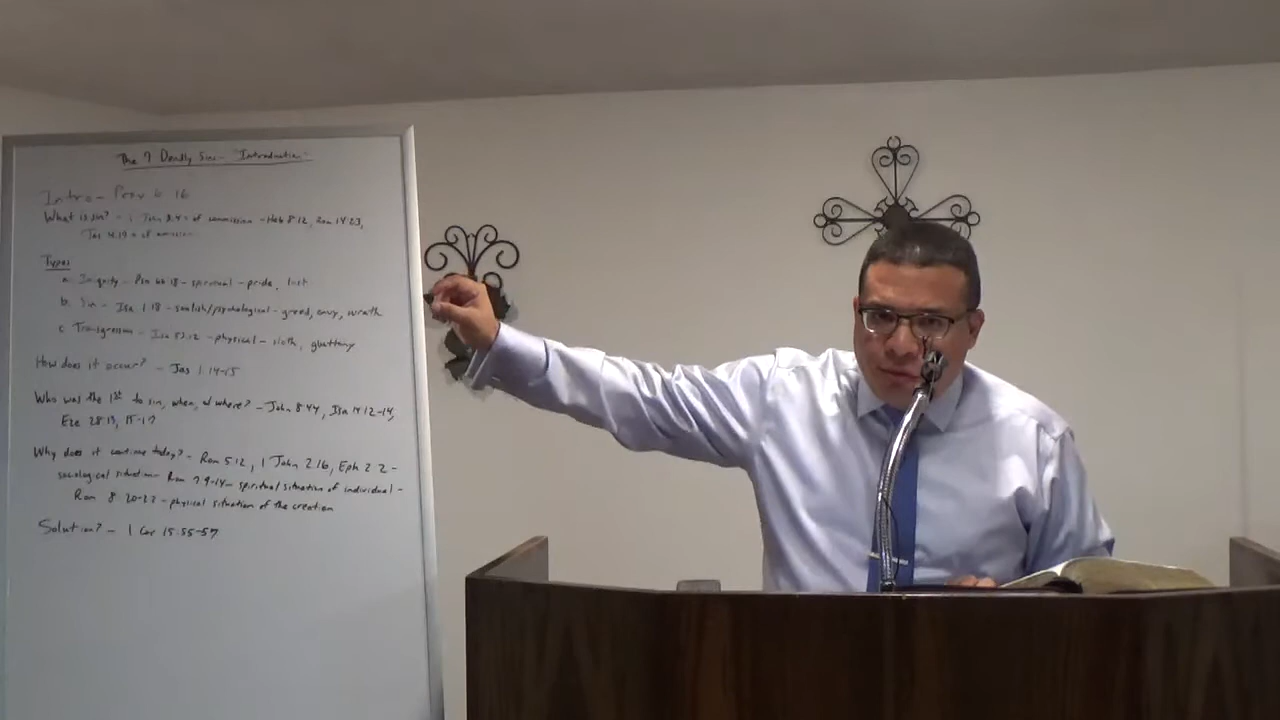 The 7 Deadly Sins - "Introduction"
Intro - Prov 6 16
What is sin? - 1 John 3.4 = of commission - Heb 8:12, Rom 14:23,
Jas 4.17 = of omission
Types
a. Iniquity - Psa 66 18 - spiritual - pride, lust
b. Sin - Isa 1.18 - soulish/psychological - greed, envy, wrath
c. Transgression - Isa 53:12 - physical - sloth, gluttony
How does it occur? - Jas 1.14-15
Who was the 1st to sin, when, & where? - John 8:44, Isa 14:12-14,
Eze 28:13, 15-17
Why does it continue today? - Rom 5:12, 1 John 2.16, Eph 2 2 -
sociological situation - Rom 7 9-14 - spiritual situation of individual -
Rom 8 20-22 - physical situation of the creation
Solution? - 1 Cor 15:55-57